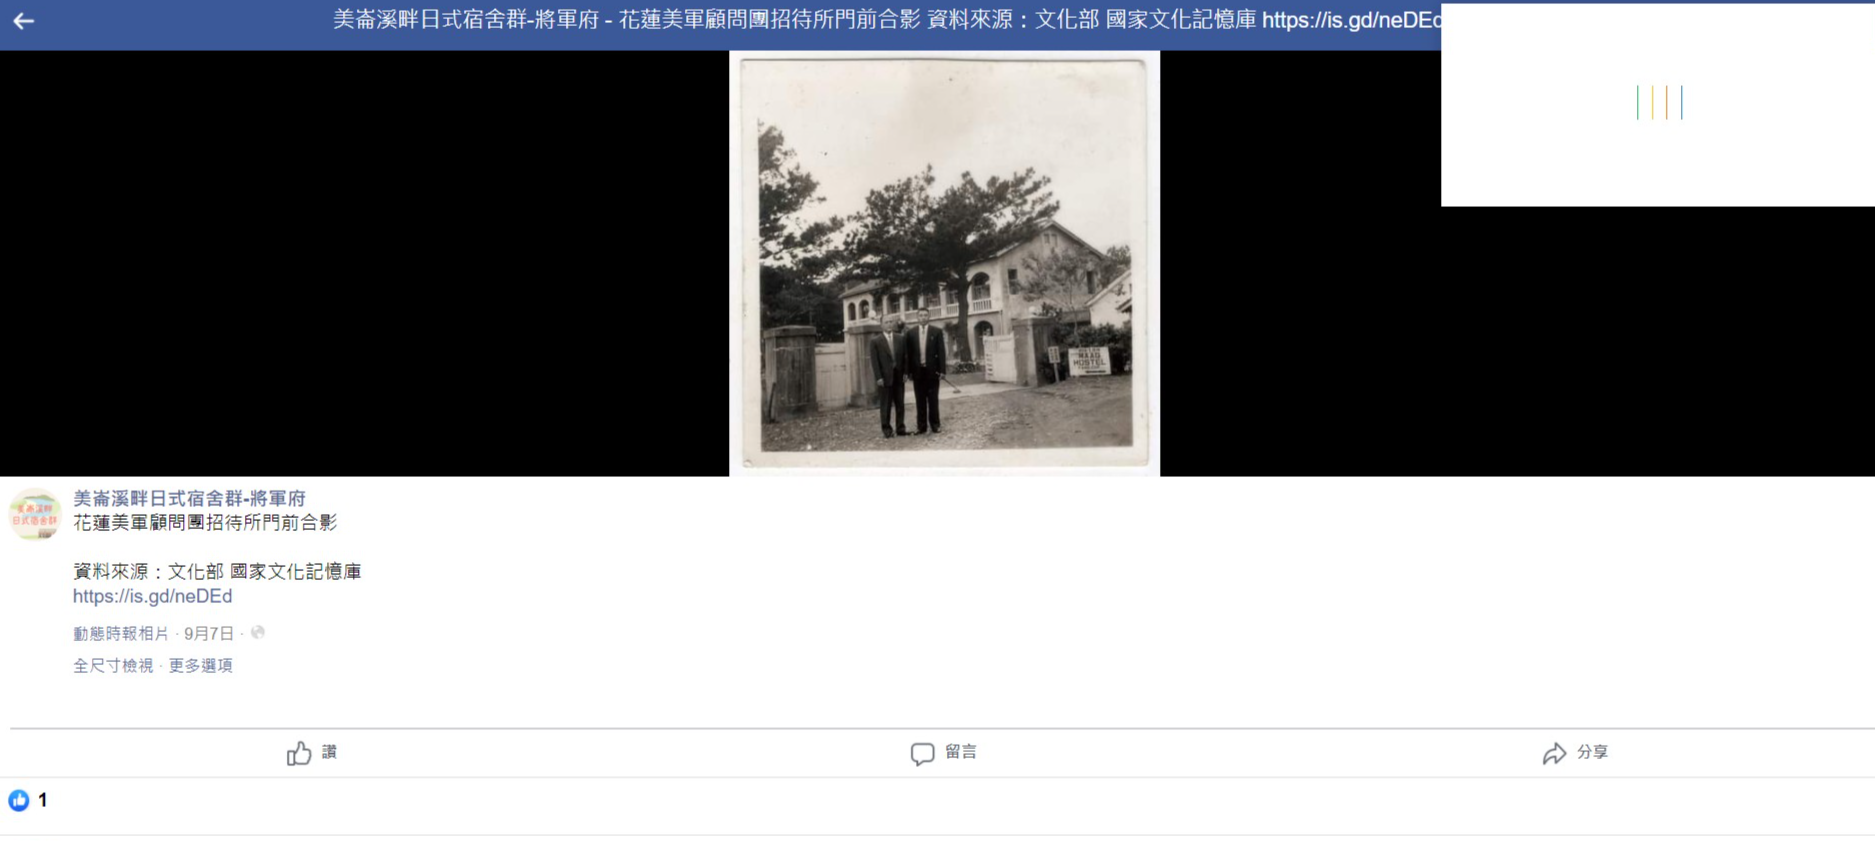 美崙溪畔日式宿舍群-將軍府 - 花蓮美軍顧問團招待所門前合影 資料來源：文化部 國家文化記憶庫 https://is.gd/neDEd
MAAG
HOSTEL
美崙溪畔
日式宿舍群
美崙溪畔日式宿舍群-將軍府
花蓮美軍顧問團招待所門前合影
資料來源：文化部 國家文化記憶庫
https://is.gd/neDEd
動態時報相片 · 9月7日 ·
全尺寸檢視 · 更多選項
讚
留言
分享
1